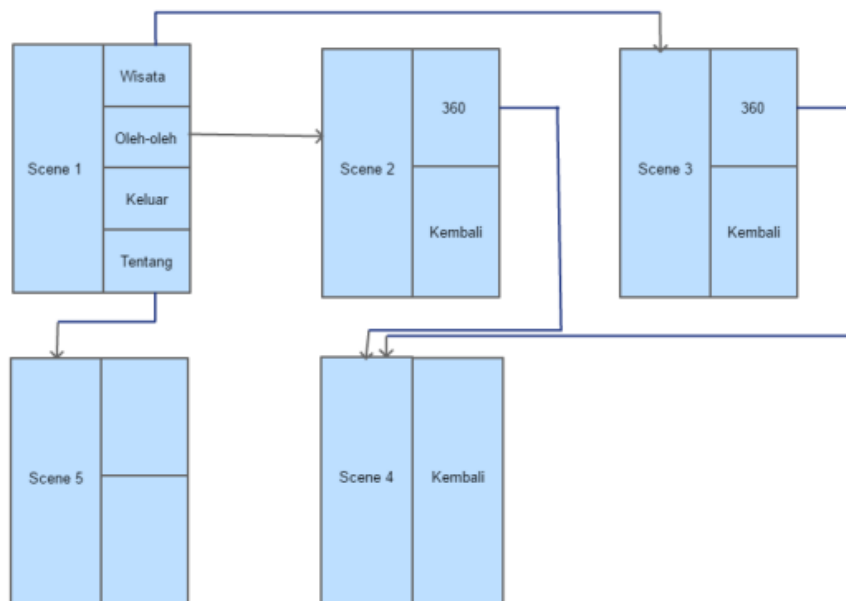 Scene 1
Wisata
Oleh-oleh
Keluar
Tentang
Scene 2
360
Kembali
Scene 3
360
Kembali
Scene 5
Scene 4
Kembali